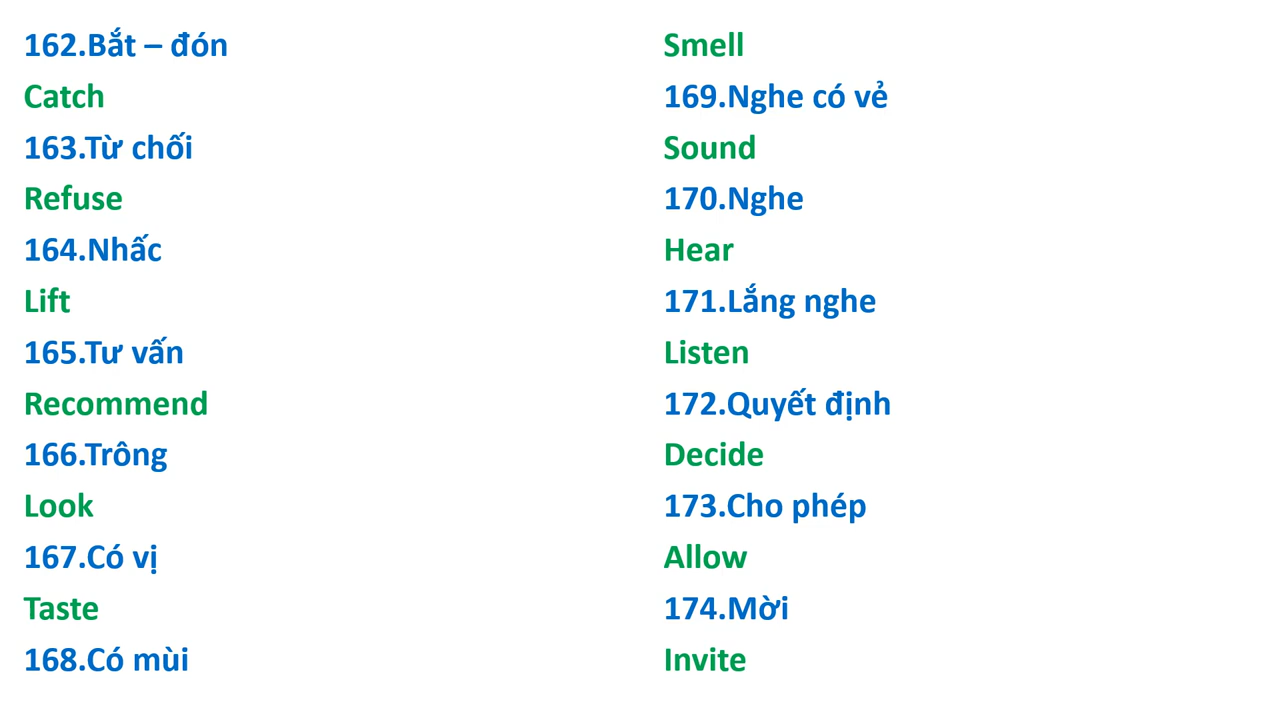 162.Bắt – đón
Catch
163.Từ chối
Refuse
164.Nhấc
Lift
165.Tư vấn
Recommend
166.Trông
Look
167.Có vị
Taste
168.Có mùi
Smell
169.Nghe có vẻ
Sound
170.Nghe
Hear
171.Lắng nghe
Listen
172.Quyết định
Decide
173.Cho phép
Allow
174.Mời
Invite